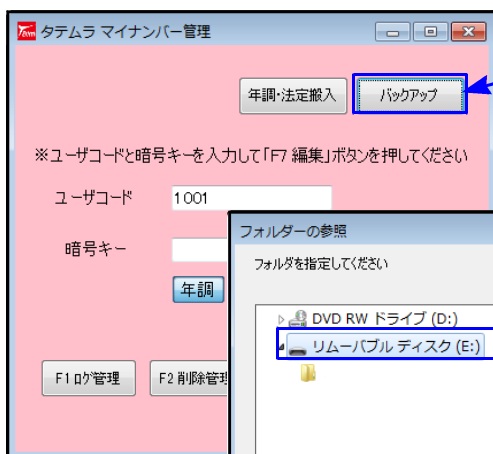 タテムラ マイナンバー管理
年調・法定搬入
バックアップ
※ユーザコードと暗号キーを入力して「F7 編集」ボタンを押してください
ユーザコード 1001
暗号キー
年調
フォルダーの参照
フォルダを指定してください
DVD RW ドライブ (D:)
リムーバブル ディスク (E:)
F1 ログ管理
F2 削除管理